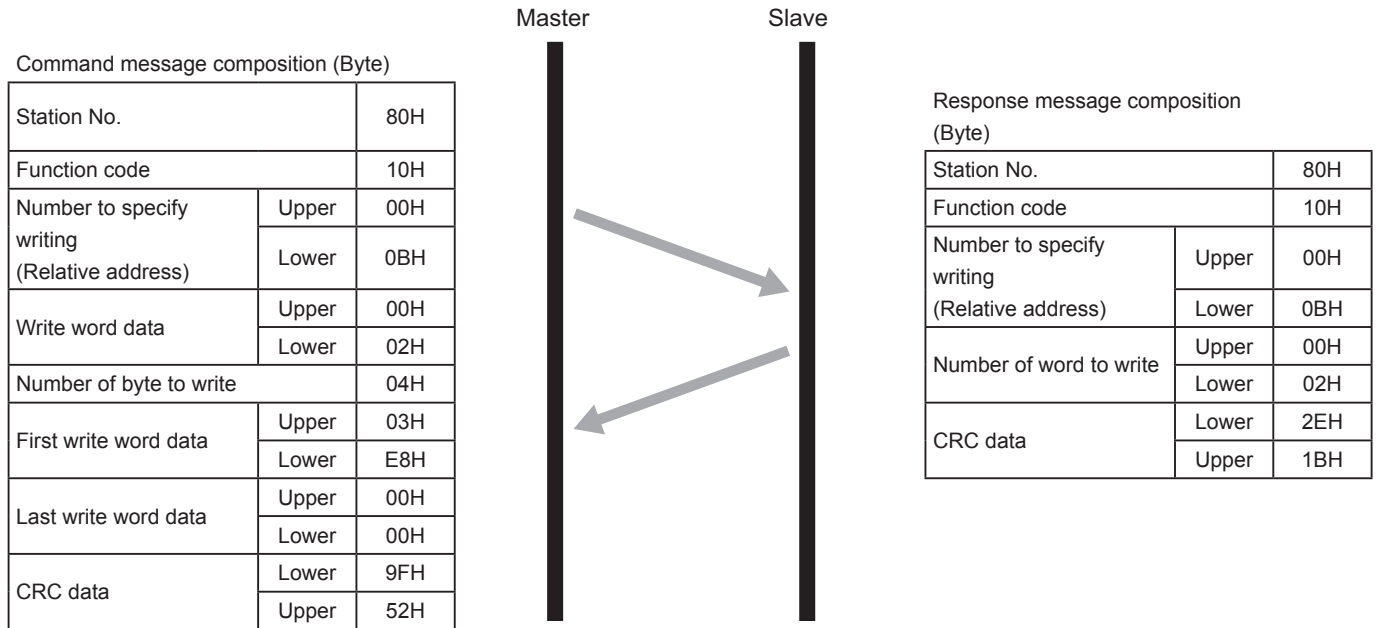 Master
Slave
Command message composition (Byte)
Station No. 80H
Function code 10H
Number to specify
writing
(Relative address)
Upper 00H
Lower 0BH
Write word data
Upper 00H
Lower 02H
Number of byte to write 04H
First write word data
Upper 03H
Lower E8H
Last write word data
Upper 00H
Lower 00H
CRC data
Lower 9FH
Upper 52H
Response message composition
(Byte)
Station No. 80H
Function code 10H
Number to specify
writing
(Relative address)
Upper 00H
Lower 0BH
Number of word to write
Upper 00H
Lower 02H
CRC data
Lower 2EH
Upper 1BH